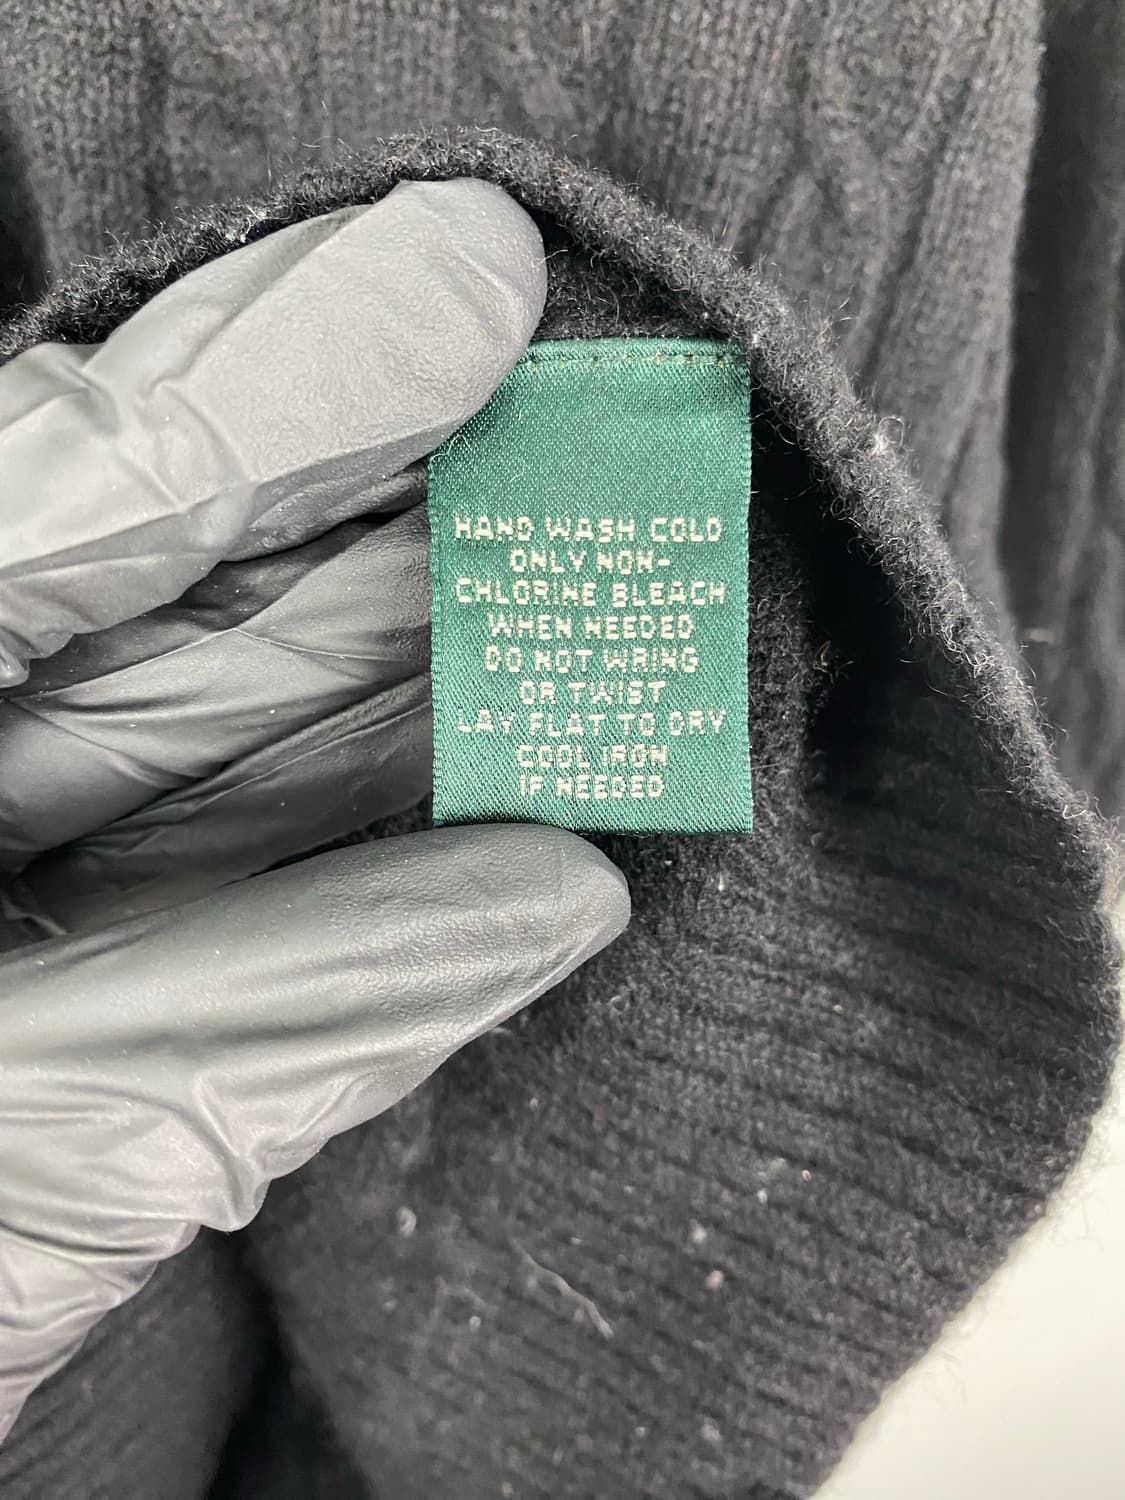 HAND WASH COLD
ONLY NON-
CHLORINE BLEACH
WHEN NEEDED
DO NOT WRING
OR TWIST
LAY FLAT TO DRY
COOL IRON
IF NEEDED